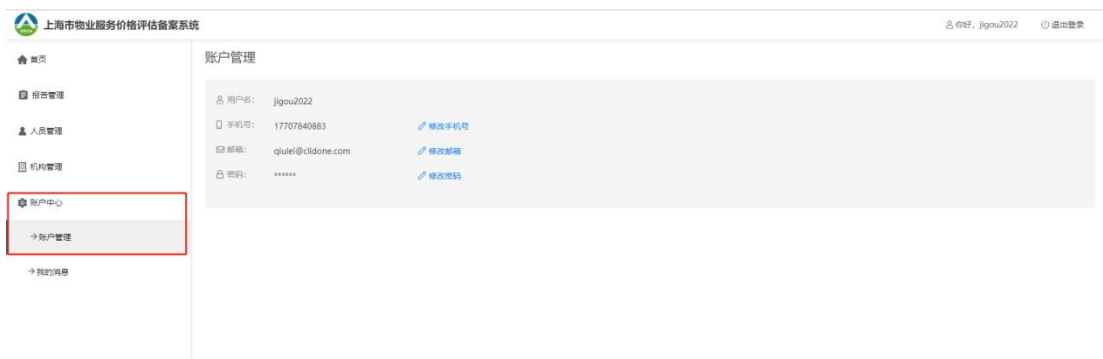 上海市物业服务价格评估备案系统
你好，jigou2022 退出登录
首页
报告管理
人员管理
机构管理
账户中心
→账户管理
→我的消息
账户管理
用户名： jigou2022
手机号： 17707840883 修改手机号
邮箱： qiulei@clidone.com 修改邮箱
密码： ****** 修改密码